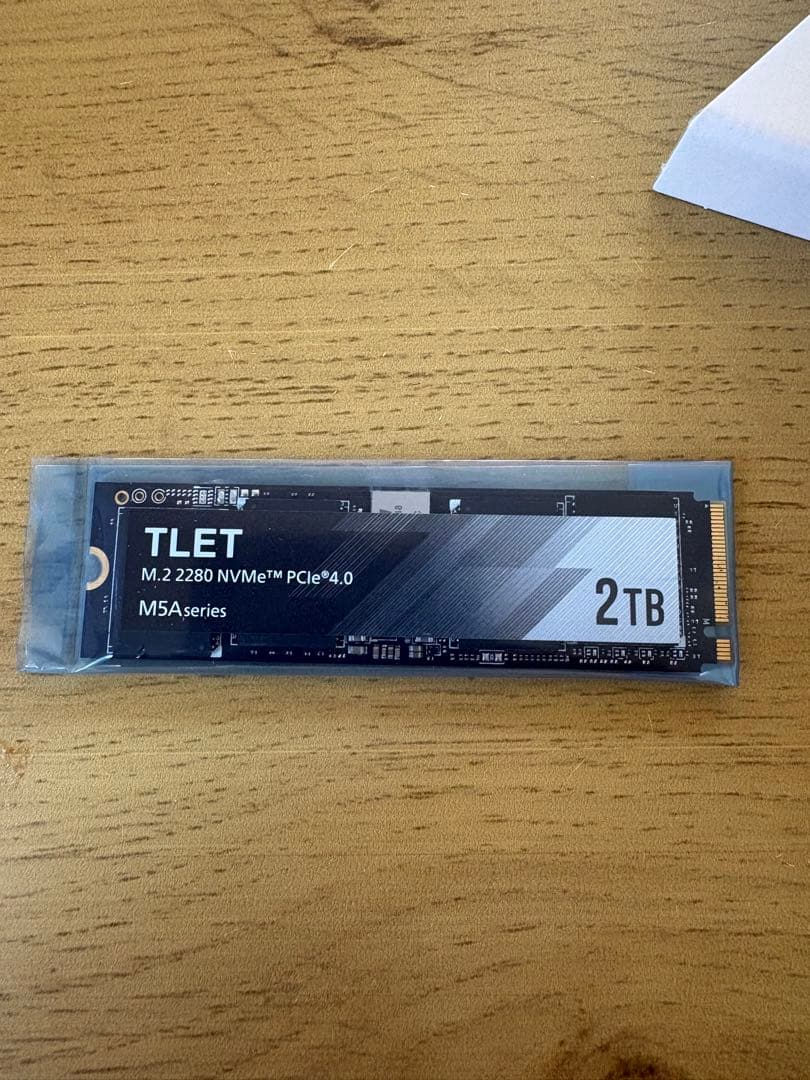 TLET
M.2 2280 NVMe™ PCIe®4.0
M5Aseries
2TB
M